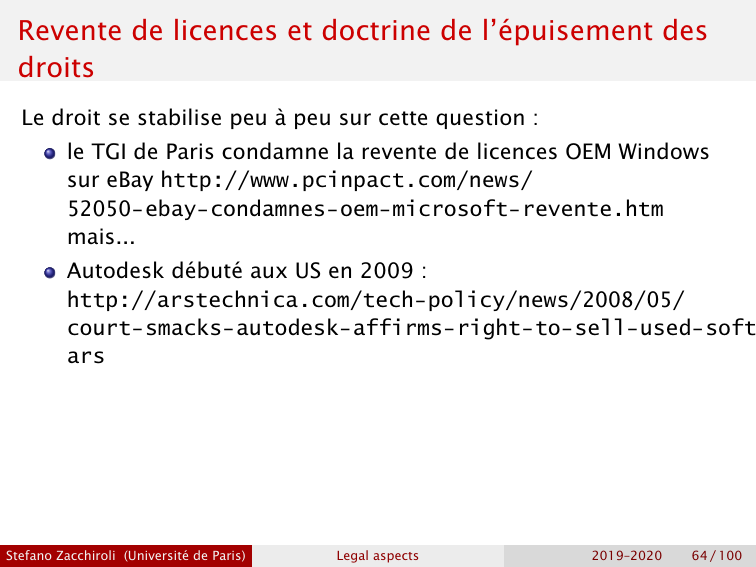 Revente de licences et doctrine de l’épuisement des
droits
Le droit se stabilise peu à peu sur cette question :
le TGI de Paris condamne la revente de licences OEM Windows
sur eBay http://www.pcinpact.com/news/
52050-ebay-condamnes-oem-microsoft-revente.htm
mais...
Autodesk débuté aux US en 2009 :
http://arstechnica.com/tech-policy/news/2008/05/
court-smacks-autodesk-affirms-right-to-sell-used-soft
ars
Stefano Zacchiroli (Université de Paris) Legal aspects 2019–2020 64 / 100